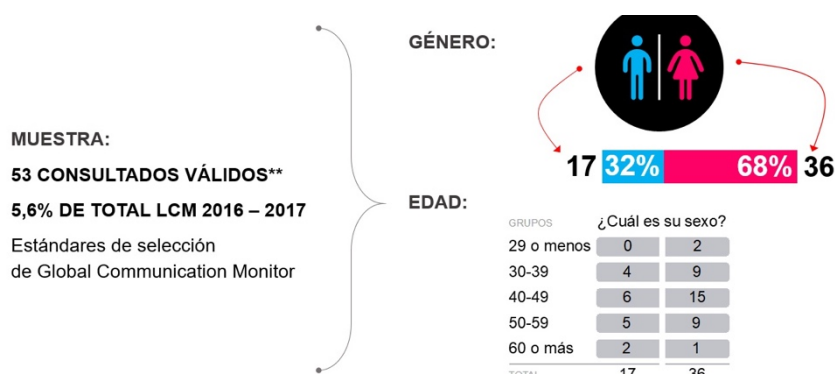 MUESTRA:
53 CONSULTADOS VÁLIDOS**
5,6% DE TOTAL LCM 2016 – 2017
Estándares de selección
de Global Communication Monitor
GÉNERO:
17 32% 68% 36
EDAD:
GRUPOS ¿Cuál es su sexo?
29 o menos 0 2
30-39 4 9
40-49 6 15
50-59 5 9
60 o más 2 1
TOTAL 17 36